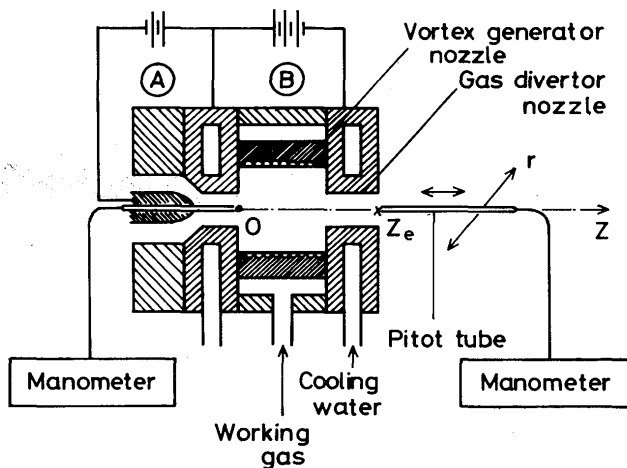 Vortex generator
nozzle
Gas divertor
nozzle
A
B
r
O
Ze
Z
Pitot tube
Manometer
Cooling
water
Manometer
Working
gas